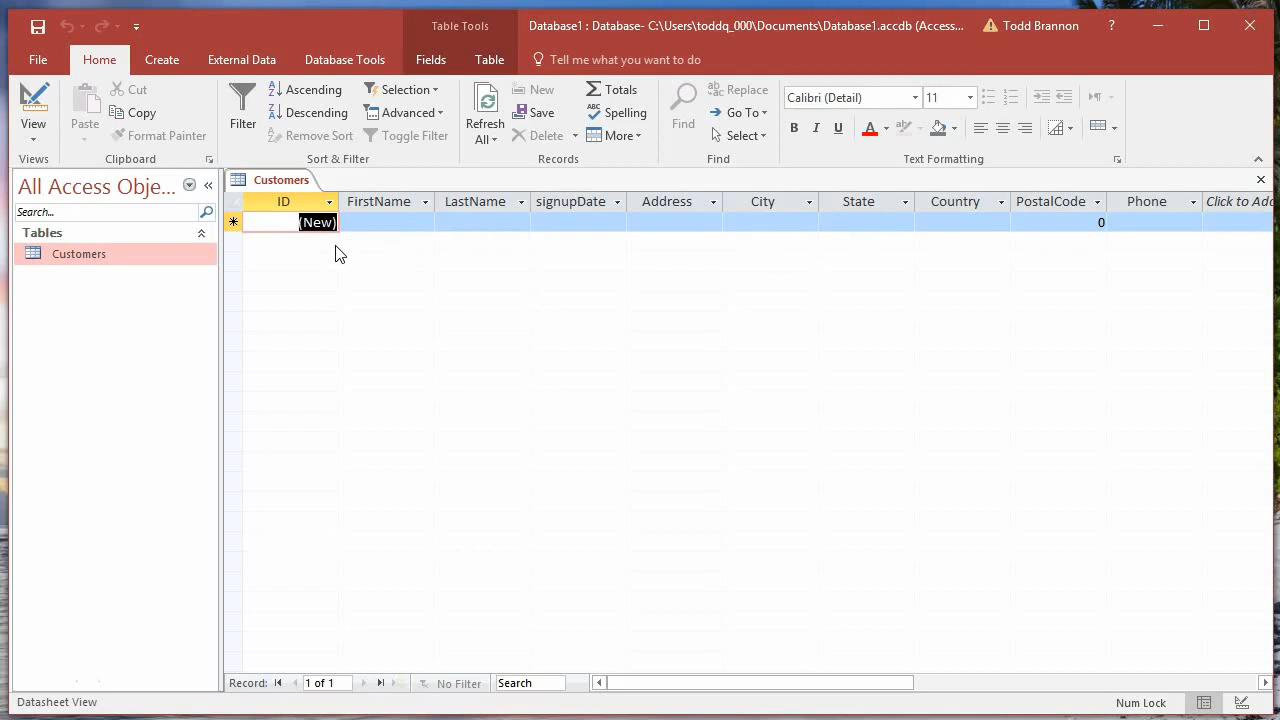 Table Tools
Database1 : Database- C:\Users\toddq_000\Documents\Database1.accdb (Access...
Todd Brannon
?
File
Home
Create
External Data
Database Tools
Fields
Table
Tell me what you want to do
View
Views
Paste
Cut
Copy
Format Painter
Clipboard
Filter
Ascending
Descending
Remove Sort
Selection
Advanced
Toggle Filter
Sort & Filter
Refresh
All
New
Save
Delete
Totals
Spelling
More
Records
Find
Replace
Go To
Select
Find
Calibri (Detail)
11
B I U A
Text Formatting
All Access Obje...
Search...
Tables
Customers
Customers
ID FirstName LastName signupDate Address City State Country PostalCode Phone Click to Add
(New) 0
Record: 1 of 1 No Filter Search
Datasheet View
Num Lock